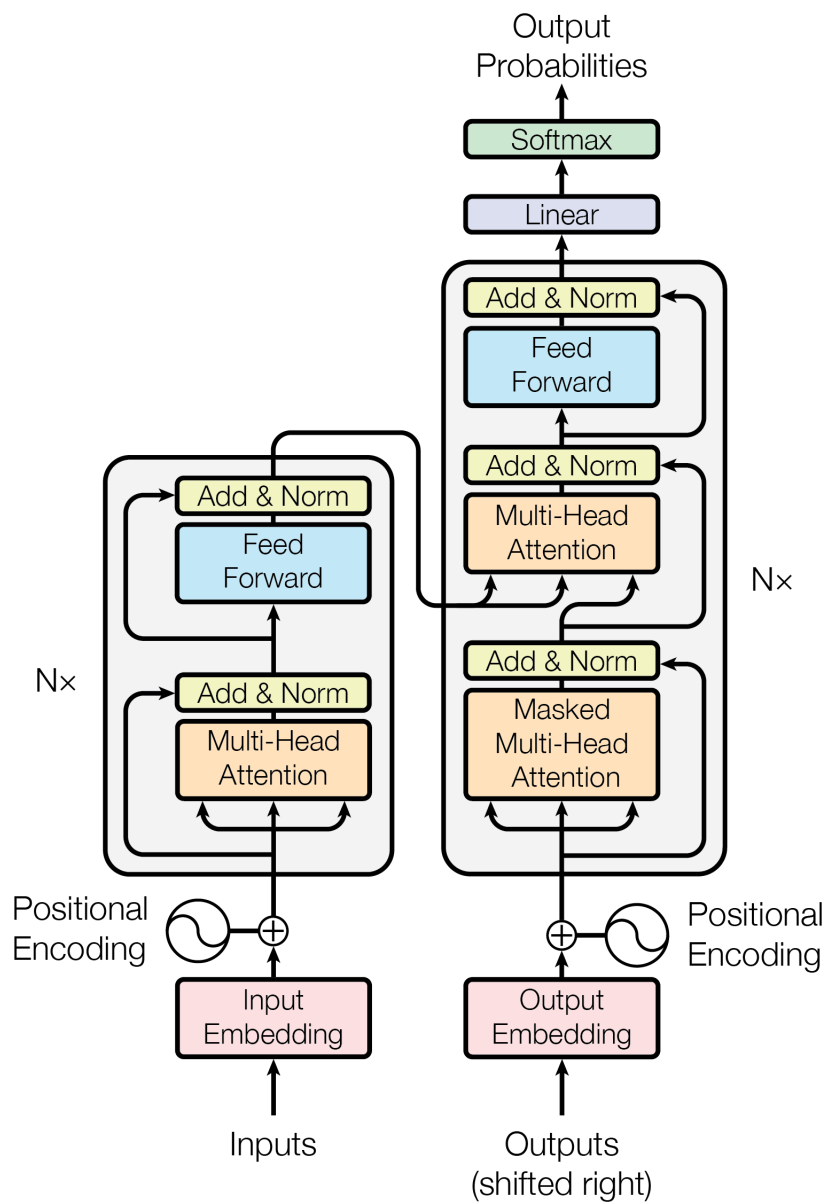 Output
Probabilities
Softmax
Linear
Add & Norm
Feed
Forward
Add & Norm
Multi-Head
Attention
Add & Norm
Masked
Multi-Head
Attention
N×
Add & Norm
Feed
Forward
Add & Norm
Multi-Head
Attention
N×
Positional
Encoding
Positional
Encoding
Input
Embedding
Output
Embedding
Inputs
Outputs
(shifted right)